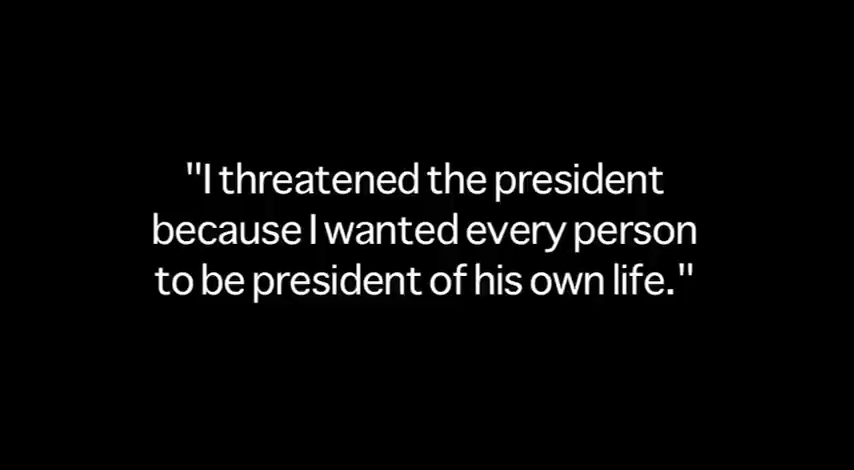 "I threatened the president
because I wanted every person
to be president of his own life."